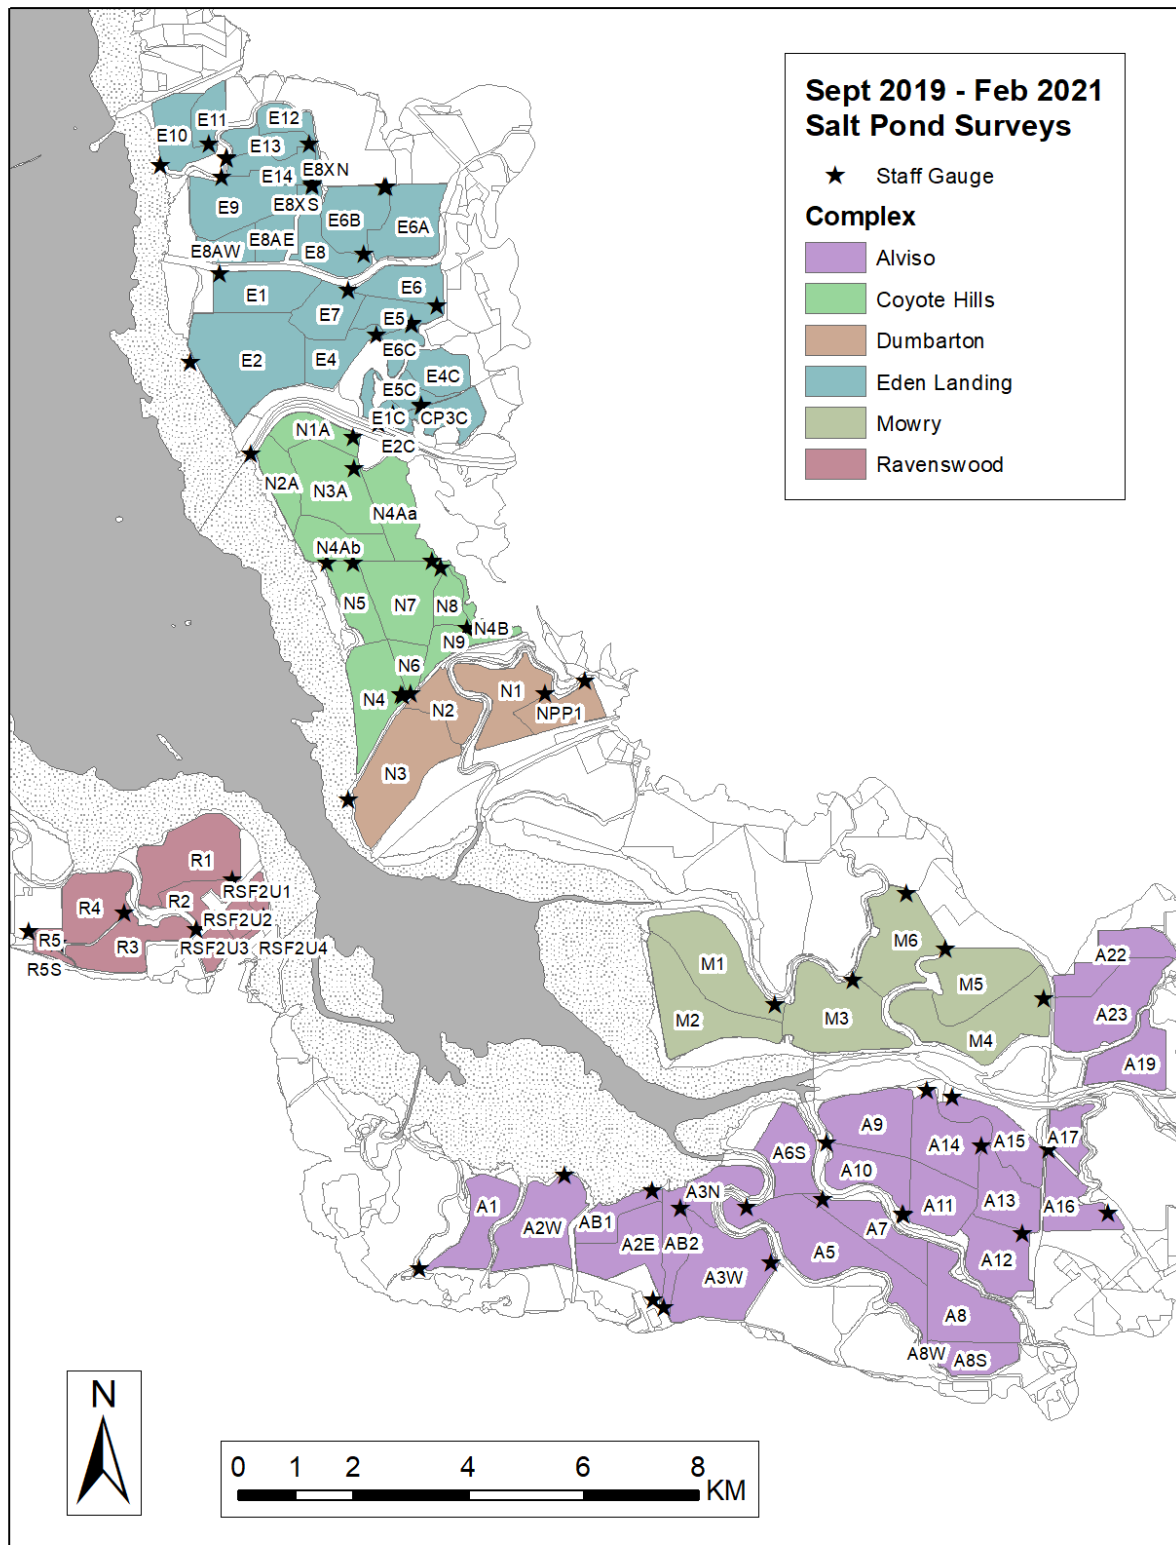 Sept 2019 - Feb 2021
Salt Pond Surveys
Staff Gauge
Complex
Alviso
Coyote Hills
Dumbarton
Eden Landing
Mowry
Ravenswood
E10
E11
E12
E13
E14
E8XN
E9
E8XS
E6B
E6A
E8AW
E8AE
E8
E1
E6
E7
E5
E2
E4
E6C
E4C
E5C
E1C
CP3C
E2C
N1A
N2A
N3A
N4Aa
N4Ab
N5
N7
N8
N4B
N9
N6
N4
N1
N2
NPP1
N3
R1
RSF2U1
R2
R4
RSF2U2
R5
R3
RSF2U3
RSF2U4
R5S
M1
M6
M5
M2
M3
M4
A22
A23
A19
A9
A6S
A14
A15
A17
A10
A3N
A1
A2W
AB1
A2E
AB2
A7
A11
A13
A16
A5
A3W
A12
A8
A8W
A8S
N
0 1 2 4 6 8
KM